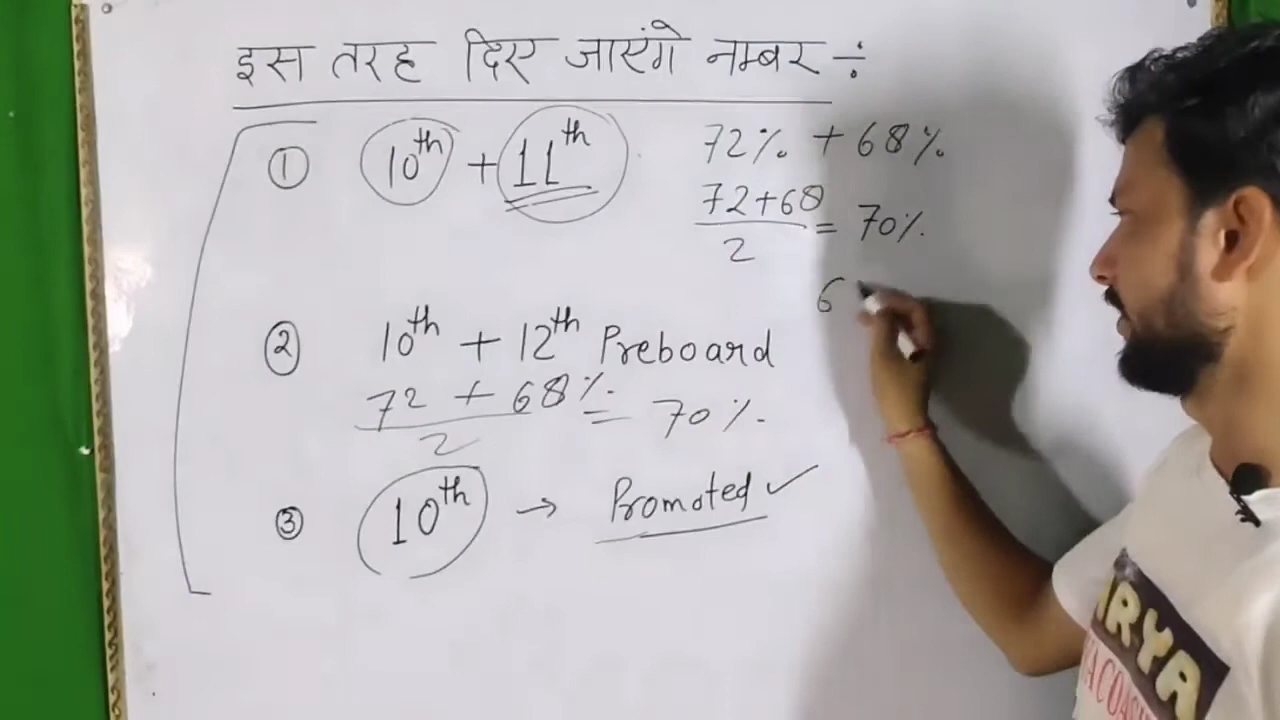 इस तरह दिए जाएंगे नम्बर ÷
① 10th + 11th
72% + 68%
72+68 / 2 = 70%
6
② 10th + 12th Preboard
72 + 68% / 2 = 70%
③ 10th → Promoted ✓
ARYA